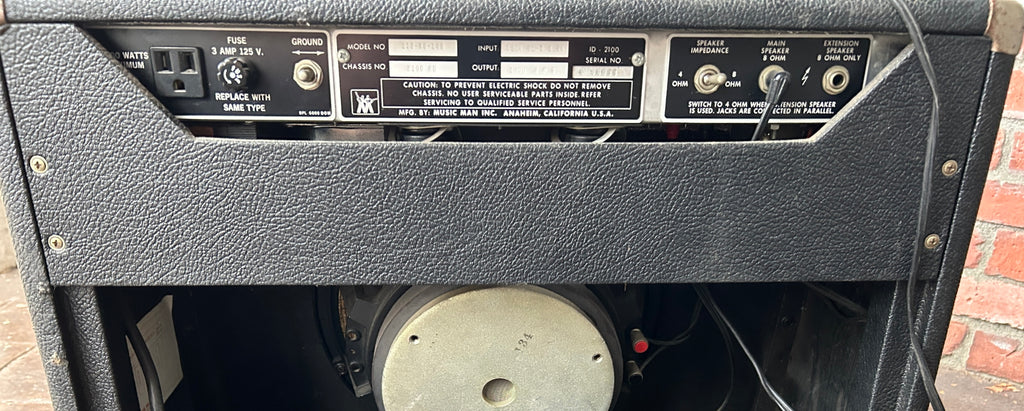 WATTS
FUSE
3 AMP 125 V.
REPLACE WITH
SAME TYPE
GROUND
MODEL NO
INPUT
ID - 2100
CHASSIS NO
OUTPUT
SERIAL NO.
CAUTION: TO PREVENT ELECTRIC SHOCK DO NOT REMOVE
CHASSIS. NO USER SERVICEABLE PARTS INSIDE. REFER
SERVICING TO QUALIFIED SERVICE PERSONNEL.
MFG. BY: MUSIC MAN INC. ANAHEIM, CALIFORNIA U.S.A.
SPEAKER
IMPEDANCE
4
OHM
8
OHM
MAIN
SPEAKER
8 OHM
EXTENSION
SPEAKER
8 OHM ONLY
SWITCH TO 4 OHM WHEN EXTENSION SPEAKER
IS USED. JACKS ARE CONNECTED IN PARALLEL.